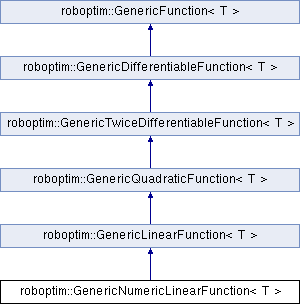 roboptim::GenericFunction< T >
roboptim::GenericDifferentiableFunction< T >
roboptim::GenericTwiceDifferentiableFunction< T >
roboptim::GenericQuadraticFunction< T >
roboptim::GenericLinearFunction< T >
roboptim::GenericNumericLinearFunction< T >